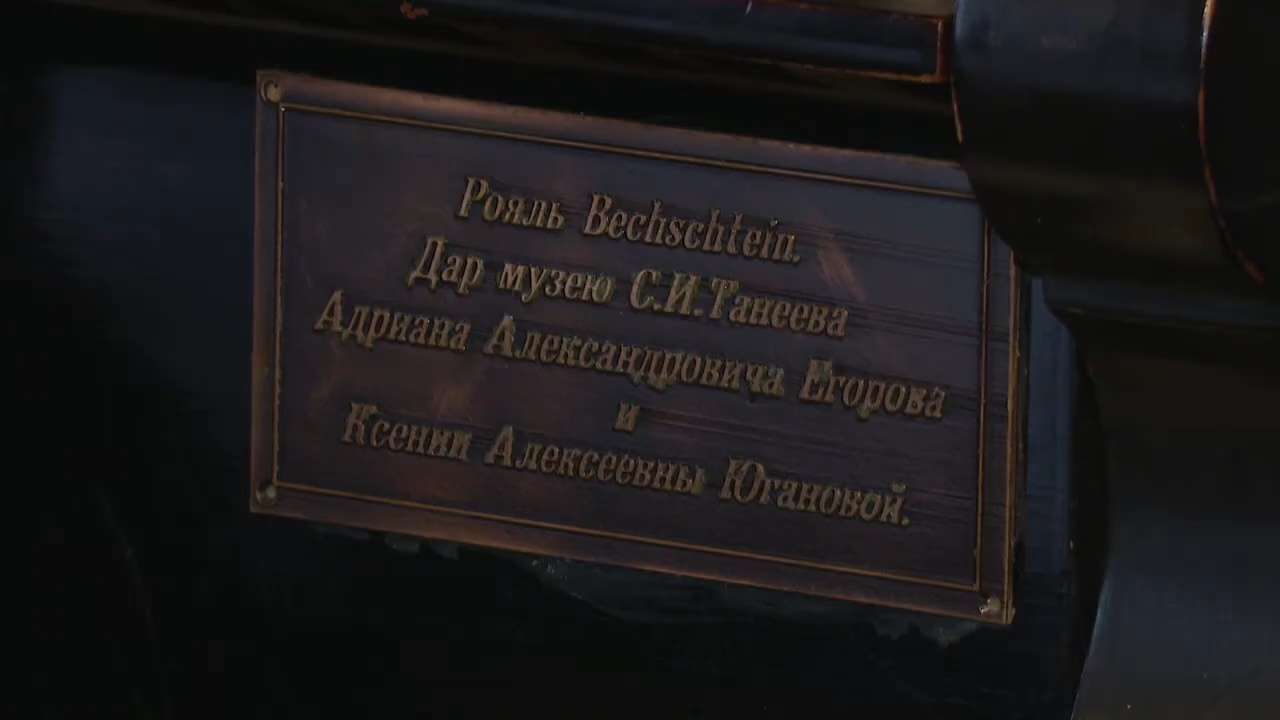 Рояль Bechschtein.
Дар музею С.И.Танеева
Адриана Александровича Егорова
и
Ксении Алексеевны Югановой.